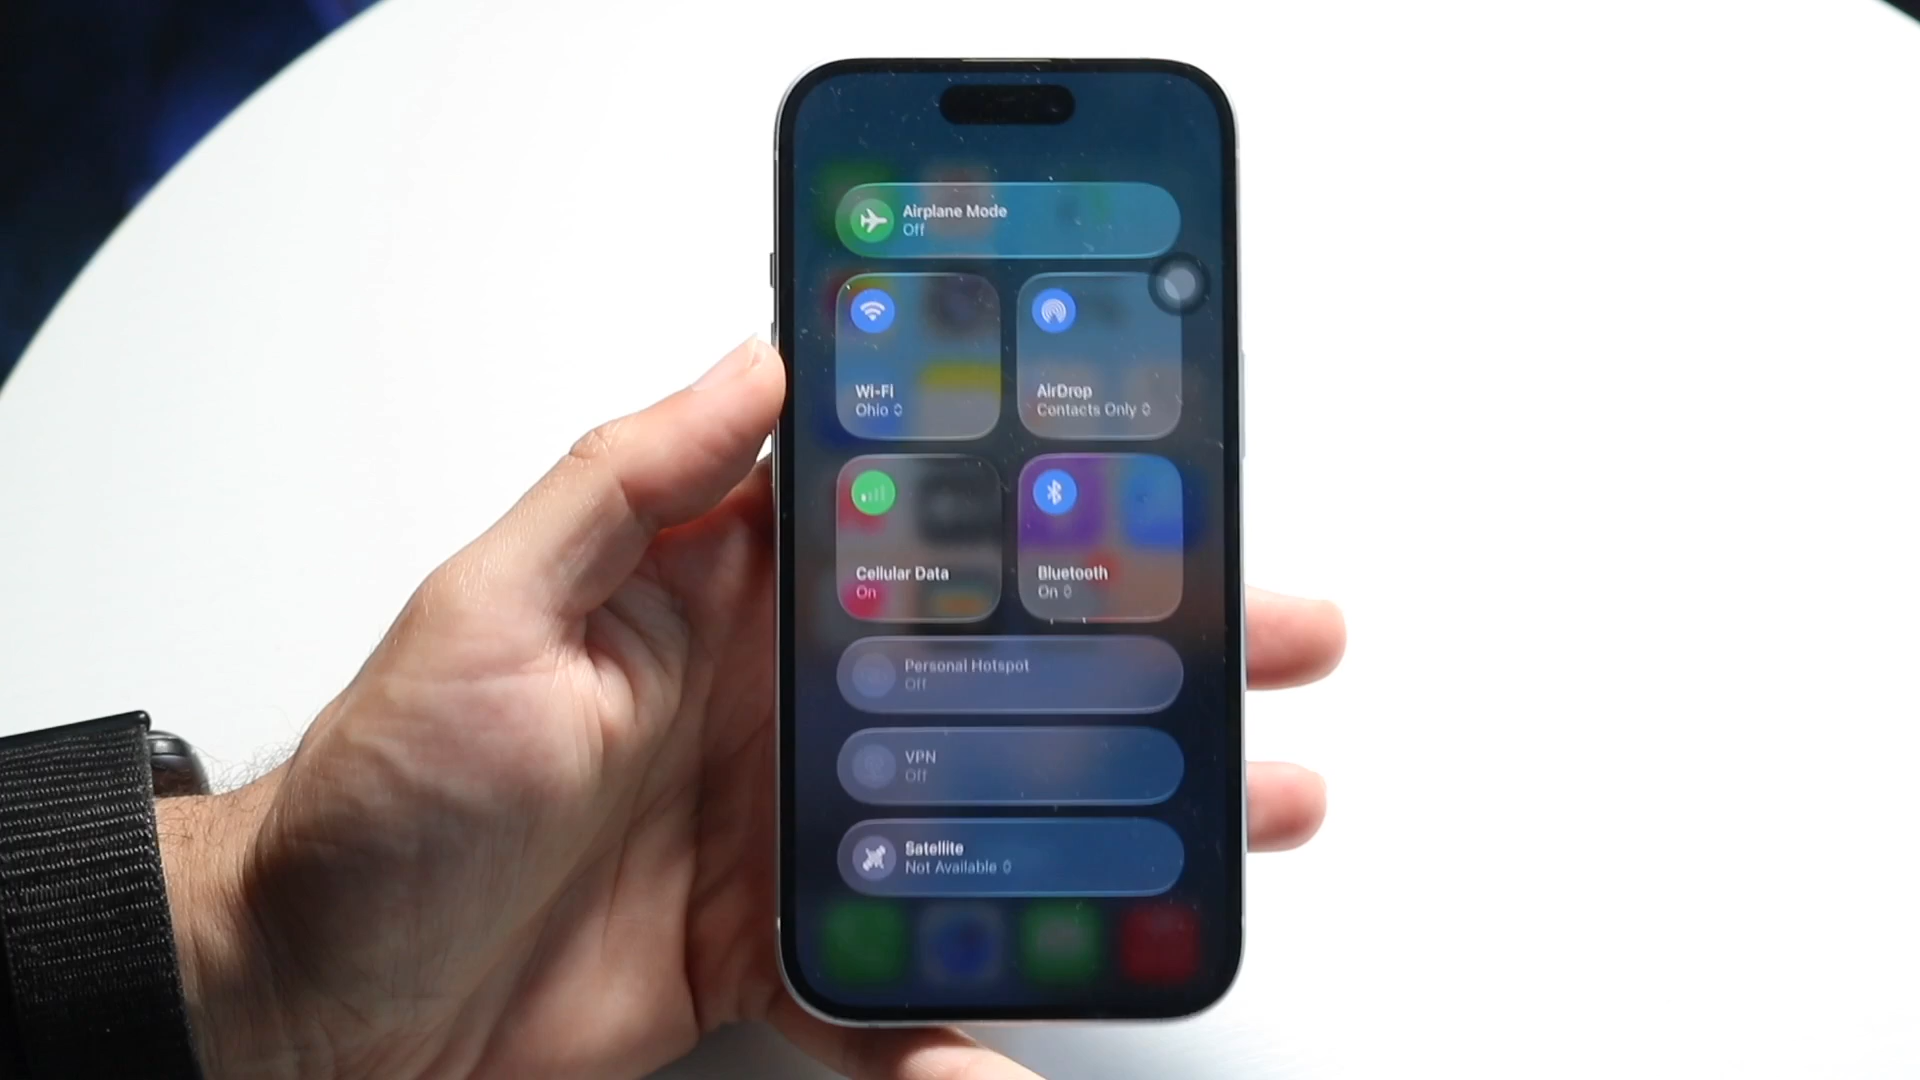 Airplane Mode
Off
Wi-Fi
Ohio
AirDrop
Contacts Only
Cellular Data
On
Bluetooth
On
Personal Hotspot
Off
VPN
Off
Satellite
Not Available